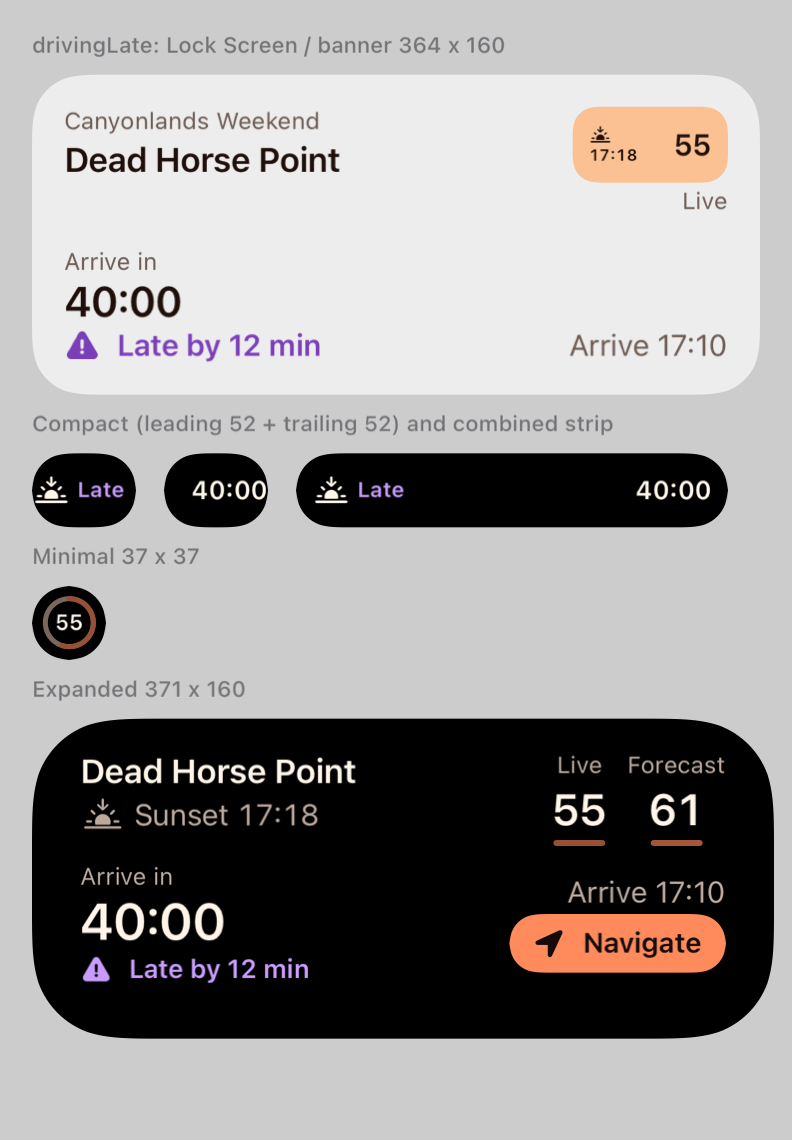 drivingLate: Lock Screen / banner 364 x 160
Canyonlands Weekend
Dead Horse Point
17:18
55
Live
Arrive in
40:00
Late by 12 min
Arrive 17:10
Compact (leading 52 + trailing 52) and combined strip
Late
40:00
Late
40:00
Minimal 37 x 37
55
Expanded 371 x 160
Dead Horse Point
Sunset 17:18
Live
Forecast
55
61
Arrive in
40:00
Late by 12 min
Arrive 17:10
Navigate